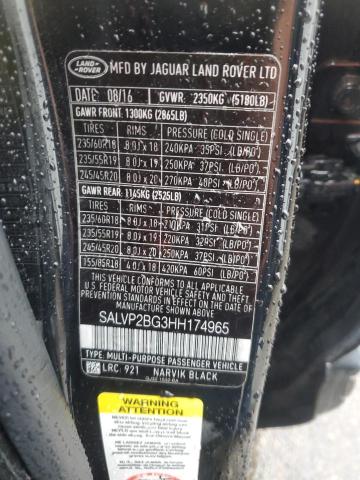 LAND ROVER
MFD BY JAGUAR LAND ROVER LTD
DATE: 08/16 GVWR: 2350KG (5180LB)
GAWR FRONT: 1300KG (2865LB)
TIRES RIMS PRESSURE (COLD SINGLE)
235/60R18 8.0J x 18 240KPA 35PSI (LB/PO²)
235/55R19 8.0J x 19 250KPA 37PSI (LB/PO²)
245/45R20 8.0J x 20 270KPA 40PSI (LB/PO²)
GAWR REAR: 1145KG (2525LB)
TIRES RIMS PRESSURE (COLD SINGLE)
235/60R18 8.0J x 18 210KPA 31PSI (LB/PO²)
235/55R19 8.0J x 19 220KPA 32PSI (LB/PO²)
245/45R20 8.0J x 20 250KPA (LB/PO²)
155/85R18 4.0J x 18 420KPA 60PSI (LB/PO²)
THIS VEHICLE CONFORMS TO ALL APPLICABLE
U.S. FEDERAL MOTOR VEHICLE SAFETY
STANDARDS IN EFFECT ON THE DATE OF
MANUFACTURE SHOWN ABOVE.
SALVP2BG3HH174965
TYPE: MULTI-PURPOSE PASSENGER VEHICLE
LRC. 921 NARVIK BLACK
WARNING
AFTER TRIGGERING